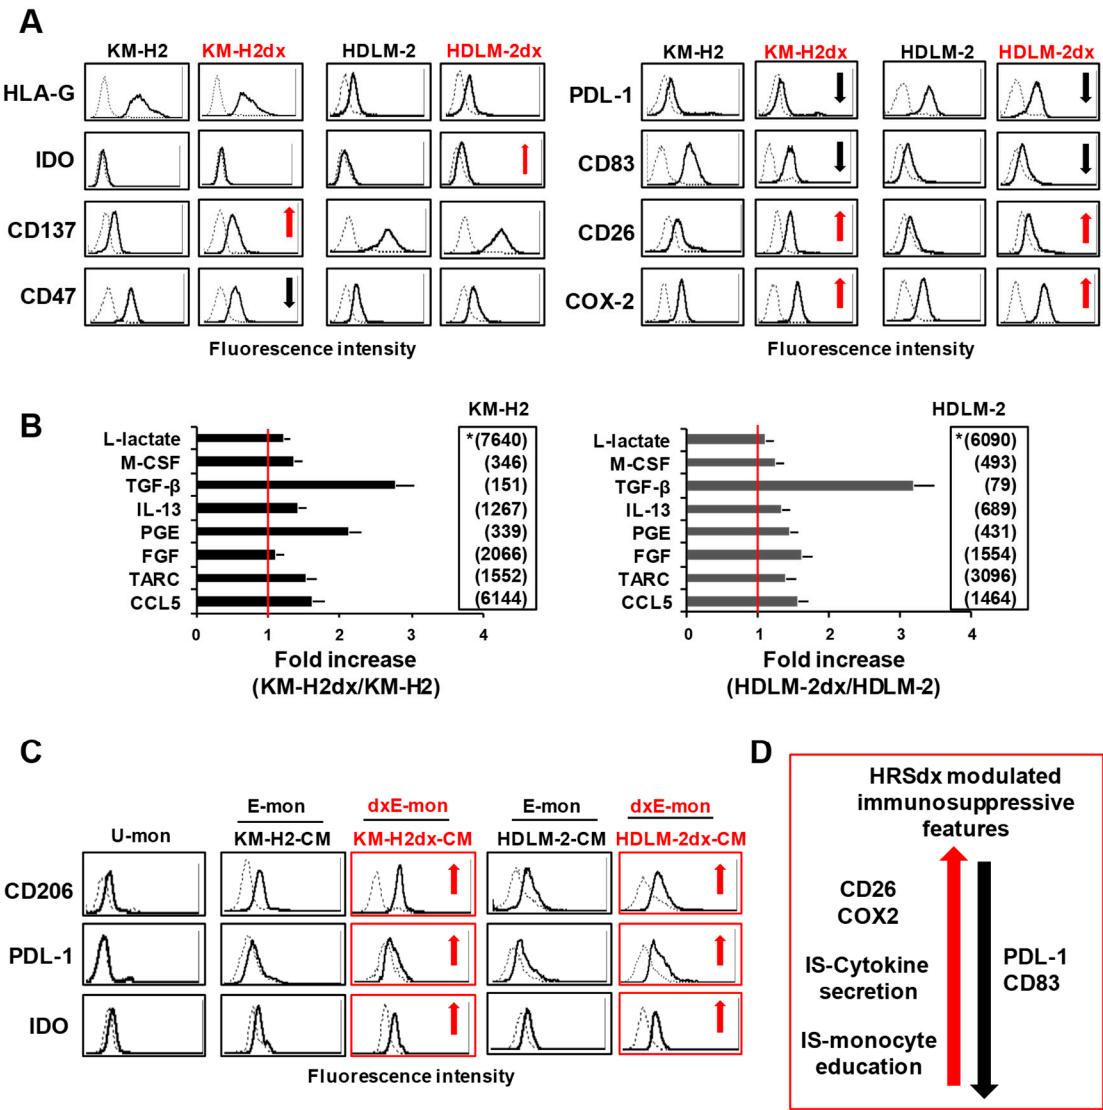 A
KM-H2 KM-H2dx HDLM-2 HDLM-2dx
HLA-G
IDO
CD137
CD47
Fluorescence intensity
KM-H2 KM-H2dx HDLM-2 HDLM-2dx
PDL-1
CD83
CD26
COX-2
Fluorescence intensity
B
KM-H2
L-lactate *(7640)
M-CSF (346)
TGF-β (151)
IL-13 (1267)
PGE (339)
FGF (2066)
TARC (1552)
CCL5 (6144)
0 1 2 3 4
Fold increase
(KM-H2dx/KM-H2)
HDLM-2
L-lactate *(6090)
M-CSF (493)
TGF-β (79)
IL-13 (689)
PGE (431)
FGF (1554)
TARC (3096)
CCL5 (1464)
0 1 2 3 4
Fold increase
(HDLM-2dx/HDLM-2)
C
E-mon dxE-mon E-mon dxE-mon
U-mon KM-H2-CM KM-H2dx-CM HDLM-2-CM HDLM-2dx-CM
CD206
PDL-1
IDO
Fluorescence intensity
D
HRSdx modulated
immunosuppressive
features
CD26
COX2
IS-Cytokine
secretion
IS-monocyte
education
PDL-1
CD83